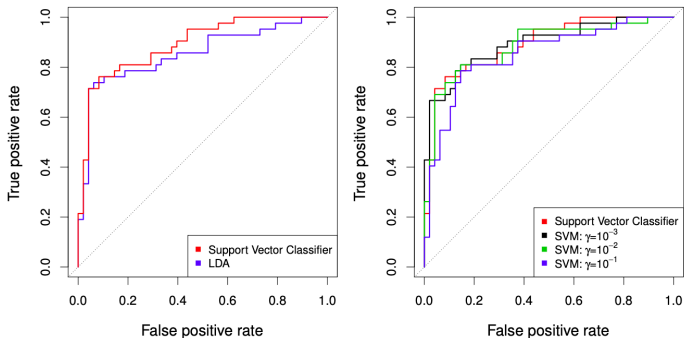 True positive rate
1.0
0.8
0.6
0.4
0.2
0.0
Support Vector Classifier
LDA
0.0 0.2 0.4 0.6 0.8 1.0
False positive rate
True positive rate
1.0
0.8
0.6
0.4
0.2
0.0
Support Vector Classifier
SVM: γ=10⁻³
SVM: γ=10⁻²
SVM: γ=10⁻¹
0.0 0.2 0.4 0.6 0.8 1.0
False positive rate